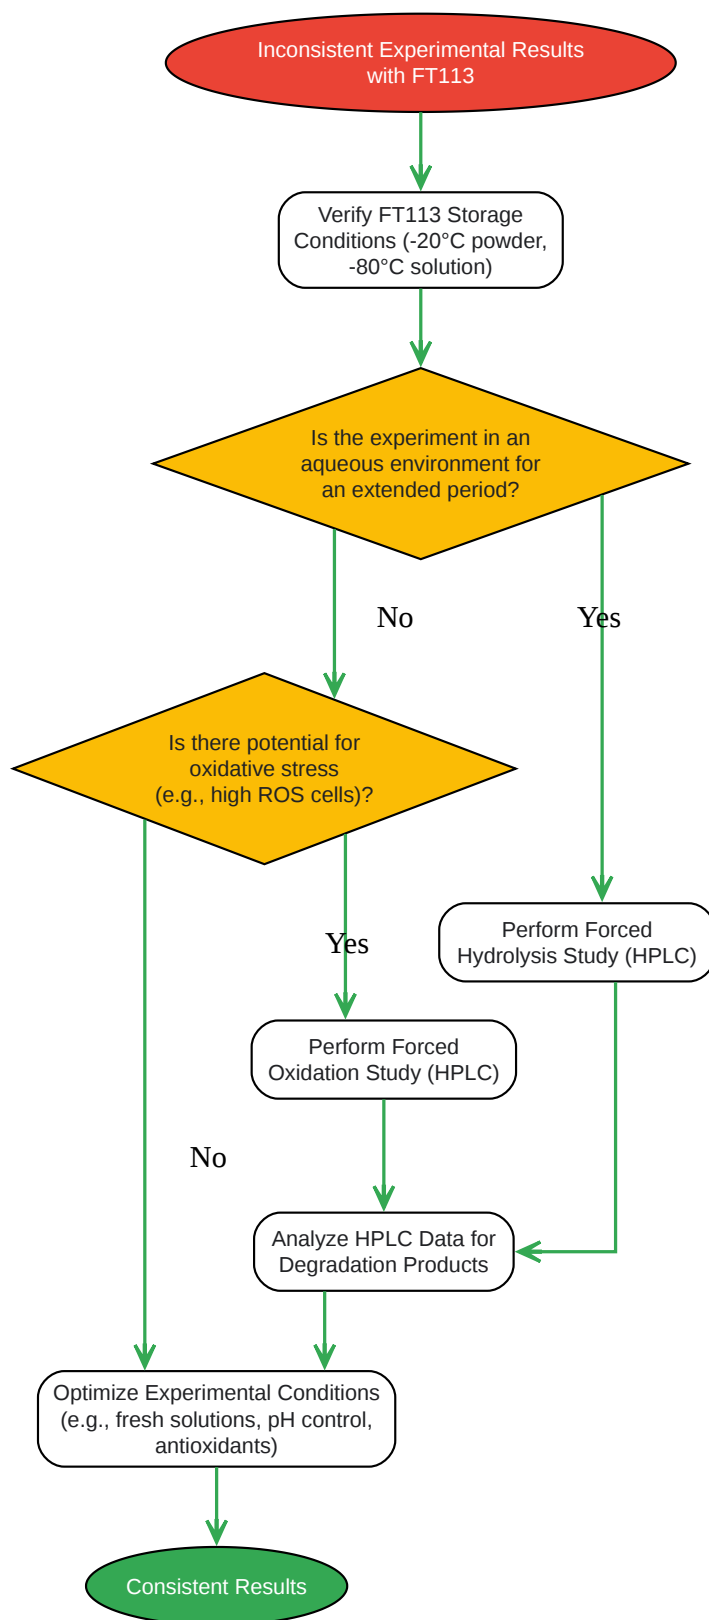 Inconsistent Experimental Results
with FT113
Verify FT113 Storage
Conditions (-20°C powder,
-80°C solution)
Is the experiment in an
aqueous environment for
an extended period?
No
Yes
Is there potential for
oxidative stress
(e.g., high ROS cells)?
Perform Forced
Hydrolysis Study (HPLC)
Yes
Perform Forced
Oxidation Study (HPLC)
No
Analyze HPLC Data for
Degradation Products
Optimize Experimental Conditions
(e.g., fresh solutions, pH control,
antioxidants)
Consistent Results